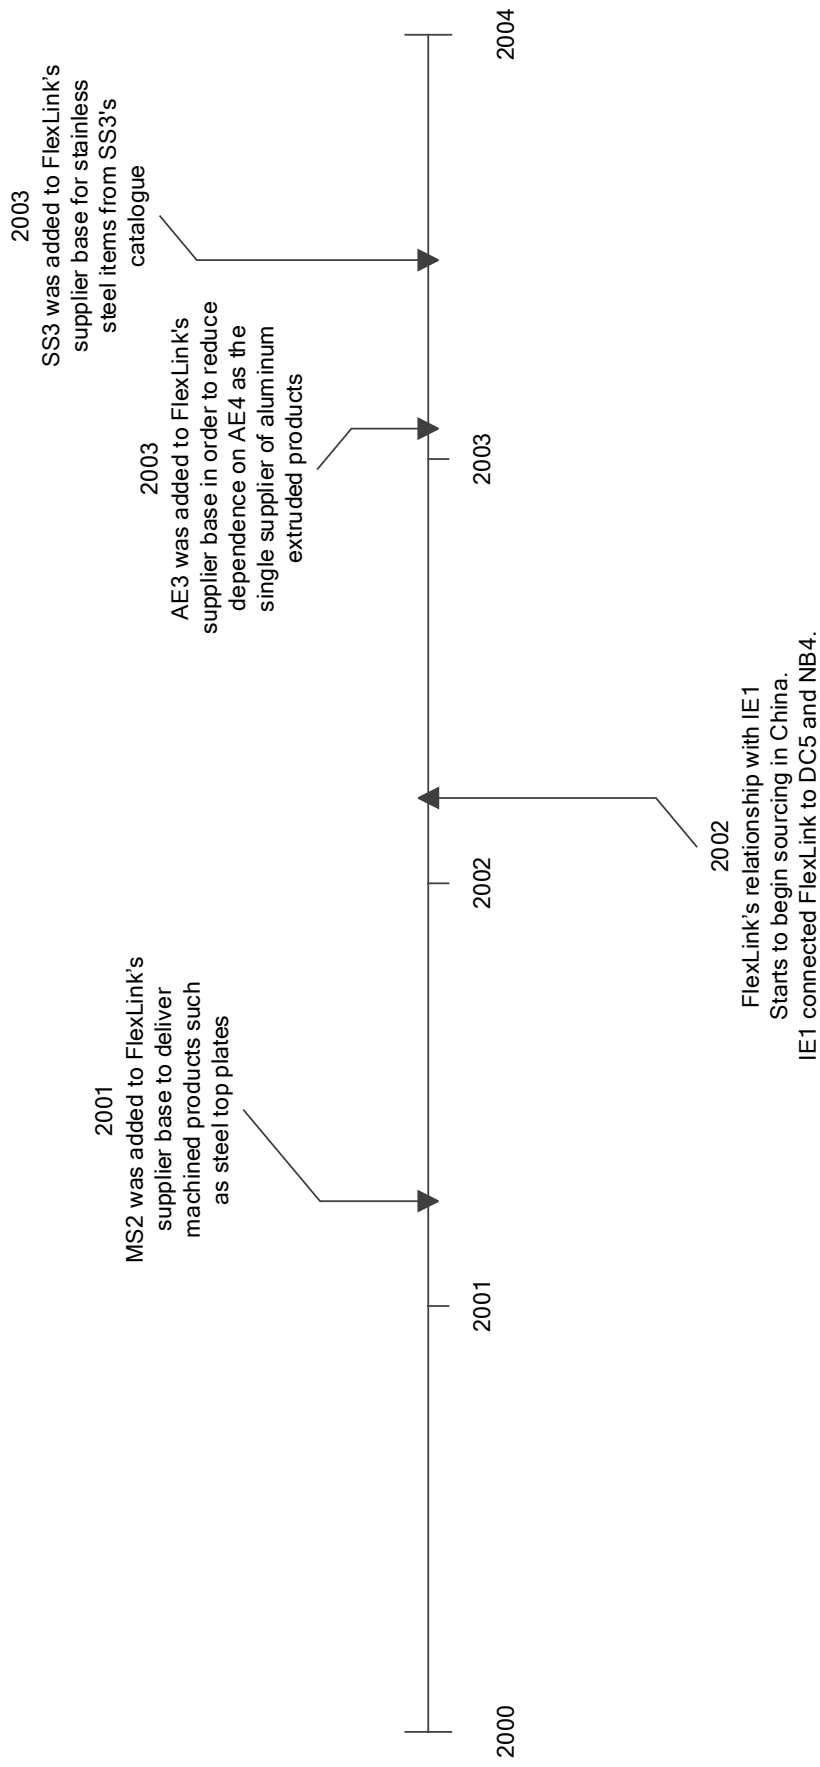 2001
MS2 was added to FlexLink’s
supplier base to deliver
machined products such
as steel top plates
2003
AE3 was added to FlexLink's
supplier base in order to reduce
dependence on AE4 as the
single supplier of aluminum
extruded products
2003
SS3 was added to FlexLink’s
supplier base for stainless
steel items from SS3's
catalogue
2000
2001
2002
2003
2004
2002
FlexLink’s relationship with IE1
Starts to begin sourcing in China.
IE1 connected FlexLink to DC5 and NB4.